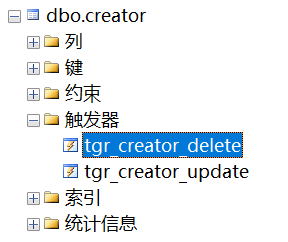 dbo.creator
列
键
约束
触发器
tgr_creator_delete
tgr_creator_update
索引
统计信息